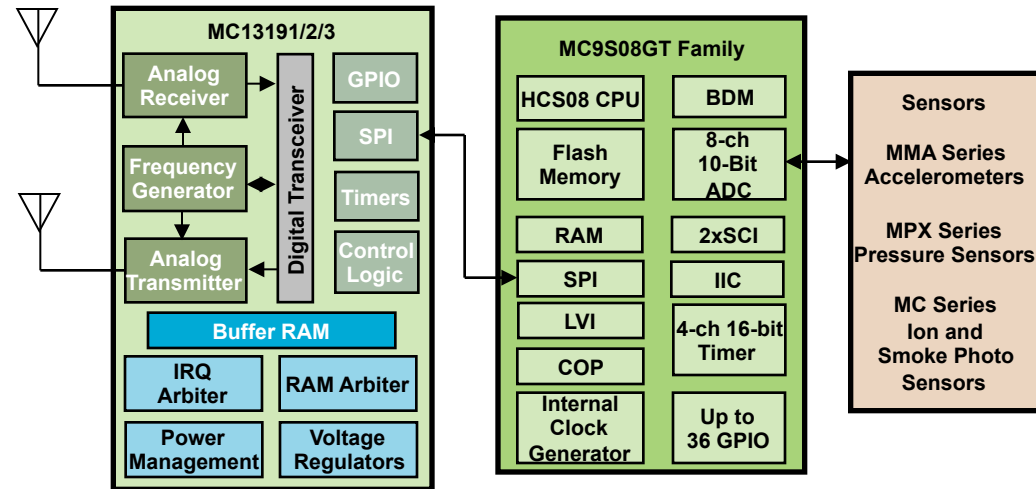 MC13191/2/3
Analog
Receiver
Frequency
Generator
Analog
Transmitter
Digital Transceiver
GPIO
SPI
Timers
Control
Logic
Buffer RAM
IRQ
Arbiter
RAM Arbiter
Power
Management
Voltage
Regulators
MC9S08GT Family
HCS08 CPU
BDM
Flash
Memory
8-ch
10-Bit
ADC
RAM
2xSCI
SPI
IIC
LVI
4-ch 16-bit
Timer
COP
Internal
Clock
Generator
Up to
36 GPIO
Sensors
MMA Series
Accelerometers
MPX Series
Pressure Sensors
MC Series
Ion and
Smoke Photo
Sensors